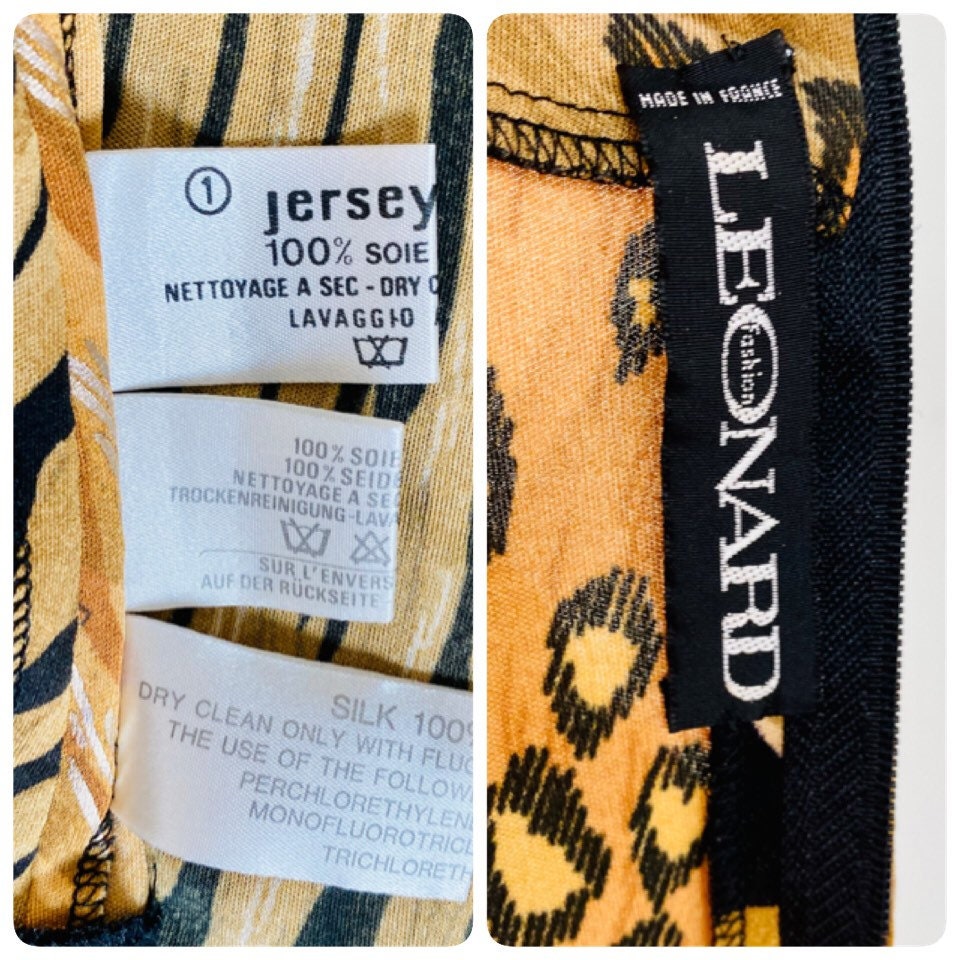 1
jersey
100% SOIE
NETTOYAGE A SEC - DRY
LAVAGGIO
100% SOIE
100% SEIDE
NETTOYAGE A SEC
TROCKENREINIGUNG-LAVA
SUR L'ENVERS
AUF DER RÜCKSEITE
SILK 100%
DRY CLEAN ONLY WITH FLUO
THE USE OF THE FOLLOWI
PERCHLORETHYLEN
MONOFLUOROTRICL
TRICHLORETH
MADE IN FRANCE
LEONARD
fashion